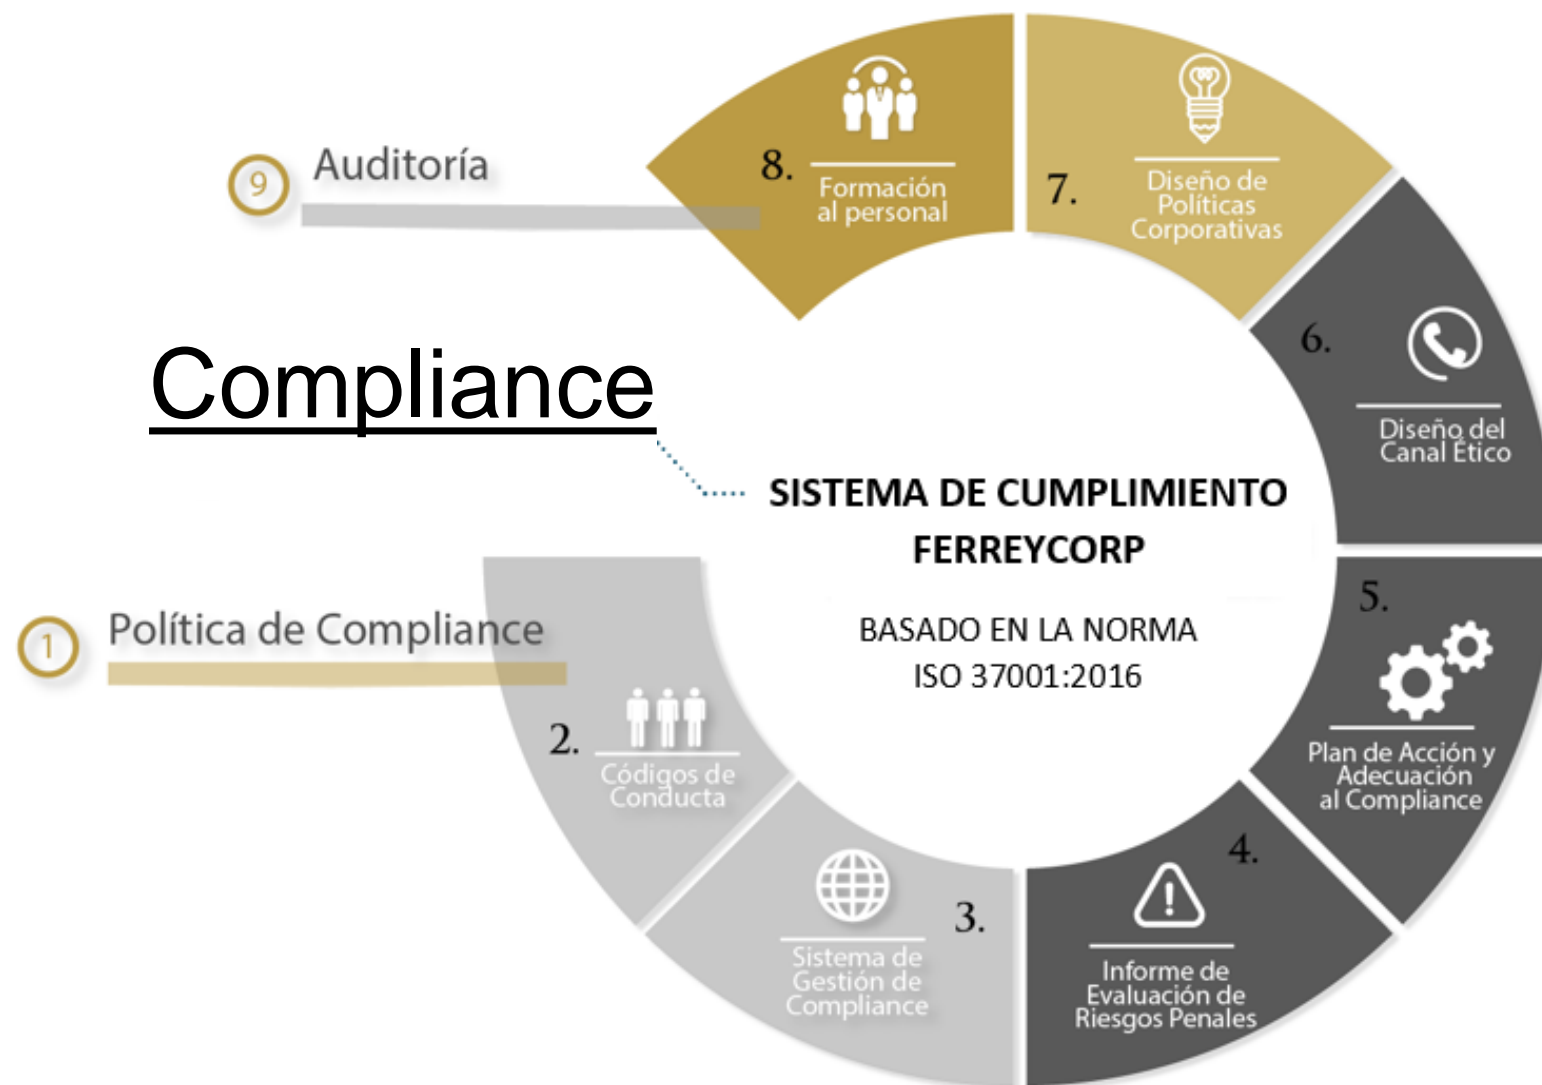 8.
Formación
al personal
7.
Diseño de
Políticas
Corporativas
9
Auditoría
6.
Diseño del
Canal Ético
Compliance
SISTEMA DE CUMPLIMIENTO
FERREYCORP
BASADO EN LA NORMA
ISO 37001:2016
5.
Plan de Acción y
Adecuación
al Compliance
1
Política de Compliance
2.
Códigos de
Conducta
4.
Informe de
Evaluación de
Riesgos Penales
3.
Sistema de
Gestión de
Compliance